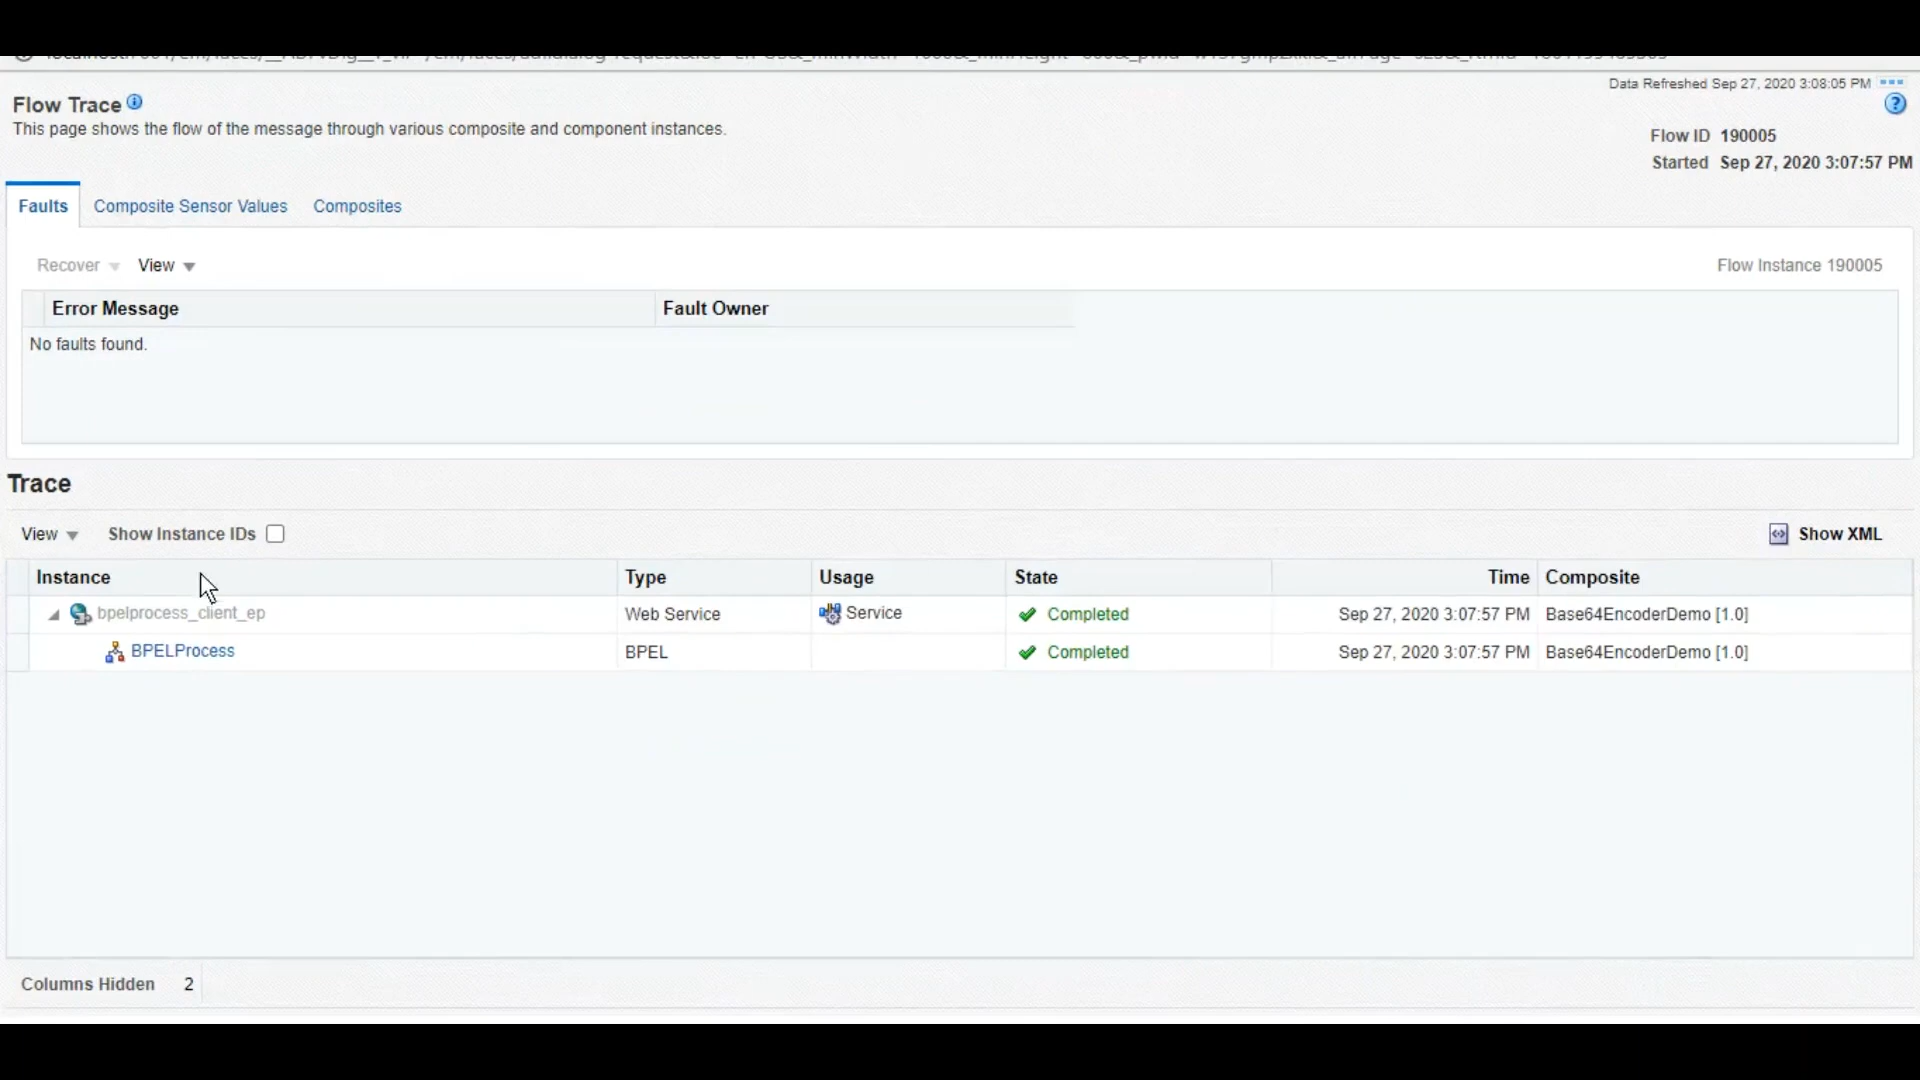 Data Refreshed Sep 27, 2020 3:08:05 PM
Flow Trace
This page shows the flow of the message through various composite and component instances.
Flow ID 190005
Started Sep 27, 2020 3:07:57 PM
Faults Composite Sensor Values Composites
Recover View Flow Instance 190005
Error Message Fault Owner
No faults found.
Trace
View Show Instance IDs Show XML
Instance Type Usage State Time Composite
bpelprocess_client_ep Web Service Service Completed Sep 27, 2020 3:07:57 PM Base64EncoderDemo [1.0]
BPELProcess BPEL Completed Sep 27, 2020 3:07:57 PM Base64EncoderDemo [1.0]
Columns Hidden 2